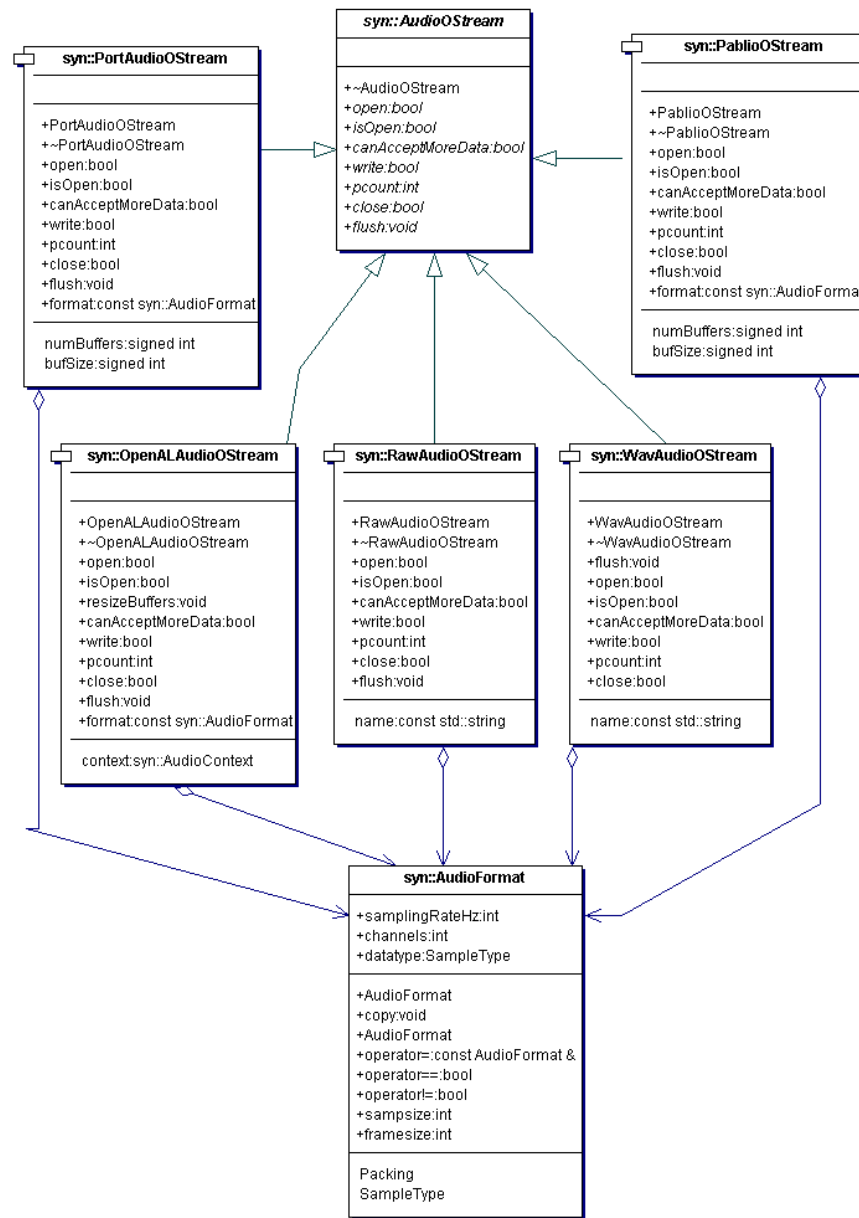 syn::AudioOStream
+~AudioOStream
+open:bool
+isOpen:bool
+canAcceptMoreData:bool
+write:bool
+pcount:int
+close:bool
+flush:void
syn::PortAudioOStream
+PortAudioOStream
+~PortAudioOStream
+open:bool
+isOpen:bool
+canAcceptMoreData:bool
+write:bool
+pcount:int
+close:bool
+flush:void
+format:const syn::AudioFormat
numBuffers:signed int
bufSize:signed int
syn::PablioOStream
+PablioOStream
+~PablioOStream
+open:bool
+isOpen:bool
+canAcceptMoreData:bool
+write:bool
+pcount:int
+close:bool
+flush:void
+format:const syn::AudioForma
numBuffers:signed int
bufSize:signed int
syn::OpenALAudioOStream
+OpenALAudioOStream
+~OpenALAudioOStream
+open:bool
+isOpen:bool
+resizeBuffers:void
+canAcceptMoreData:bool
+write:bool
+pcount:int
+close:bool
+flush:void
+format:const syn::AudioFormat
context:syn::AudioContext
syn::RawAudioOStream
+RawAudioOStream
+~RawAudioOStream
+open:bool
+isOpen:bool
+canAcceptMoreData:bool
+write:bool
+pcount:int
+close:bool
+flush:void
name:const std::string
syn::WavAudioOStream
+WavAudioOStream
+~WavAudioOStream
+flush:void
+open:bool
+isOpen:bool
+canAcceptMoreData:bool
+write:bool
+pcount:int
+close:bool
name:const std::string
syn::AudioFormat
+samplingRateHz:int
+channels:int
+datatype:SampleType
+AudioFormat
+copy:void
+AudioFormat
+operator=:const AudioFormat &
+operator==:bool
+operator!=:bool
+sampsize:int
+framesize:int
Packing
SampleType